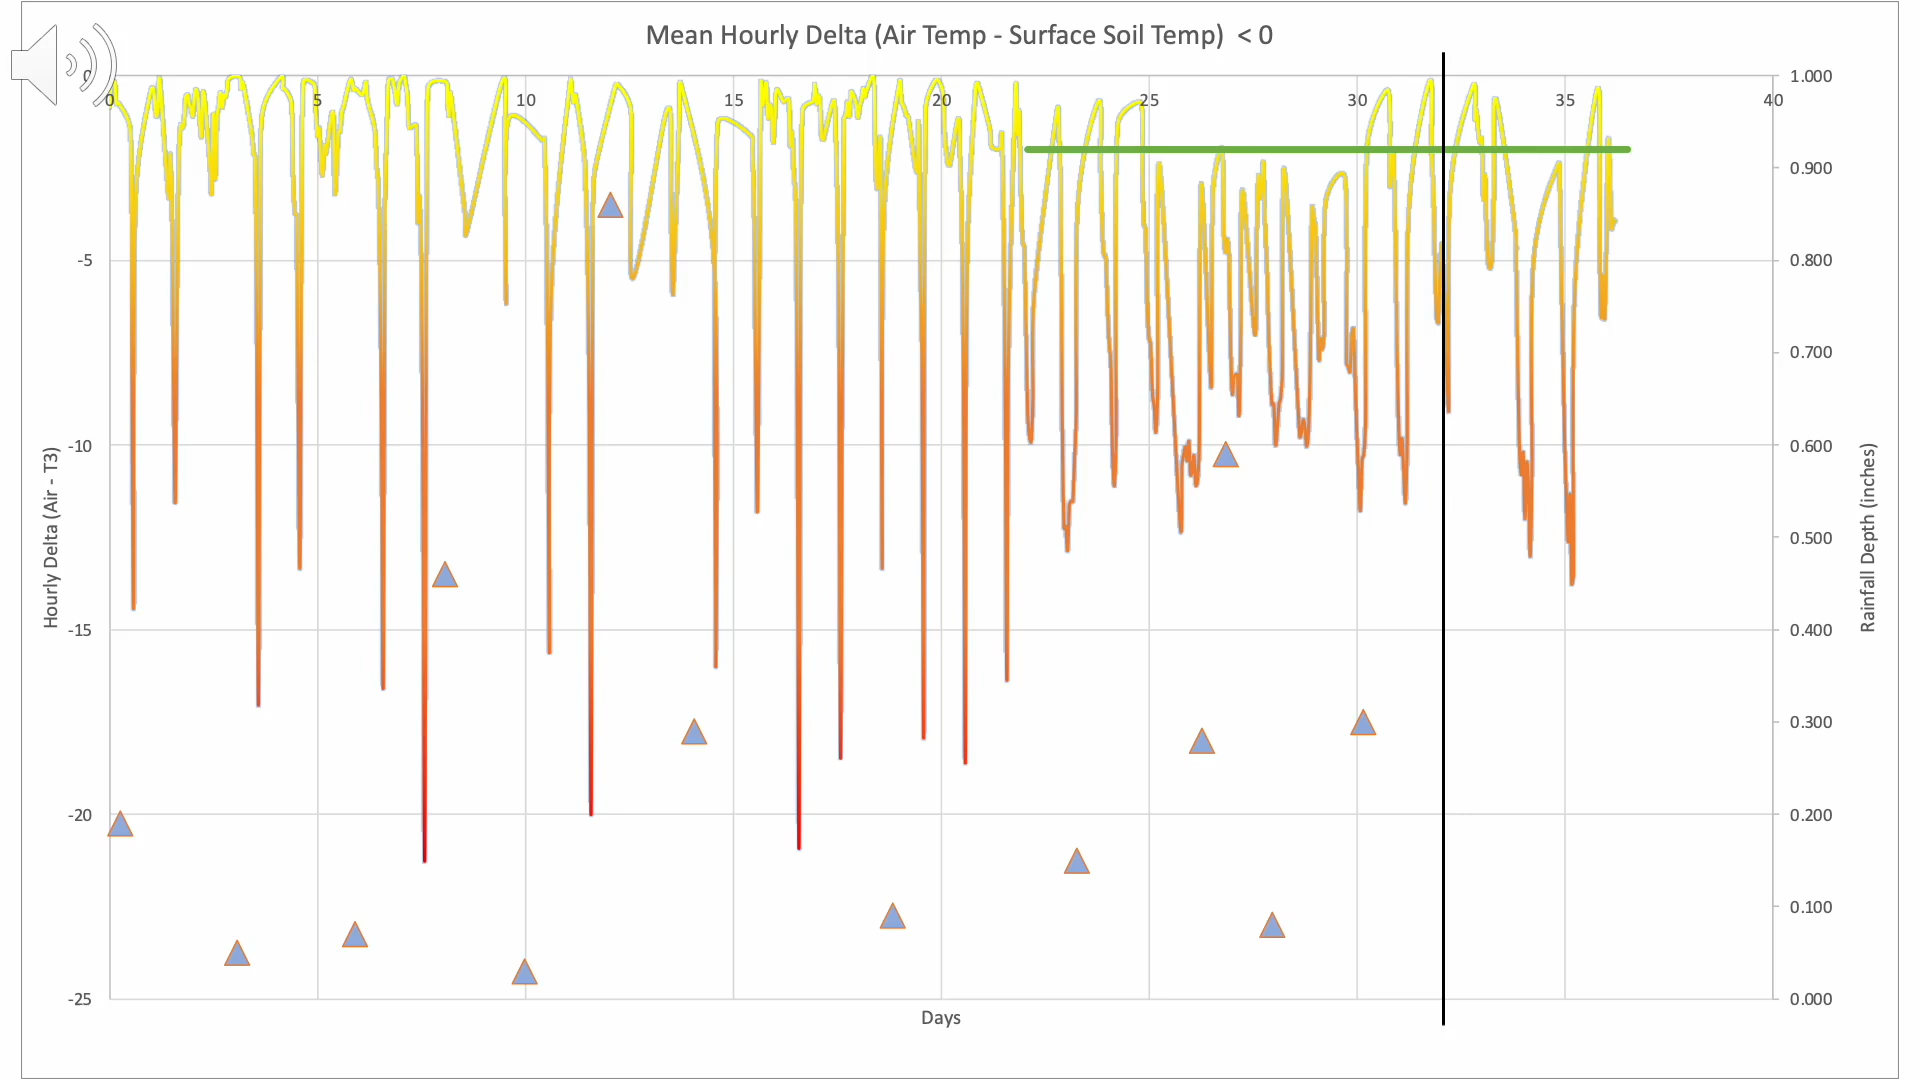 Mean Hourly Delta (Air Temp - Surface Soil Temp)  < 0
0 1.000
0 5 10 15 20 25 30 35 40
0.900
-5 0.800
0.700
-10 0.600
0.500
-15 0.400
0.300
-20 0.200
0.100
-25 0.000
Hourly Delta (Air - T3)
Rainfall Depth (inches)
Days